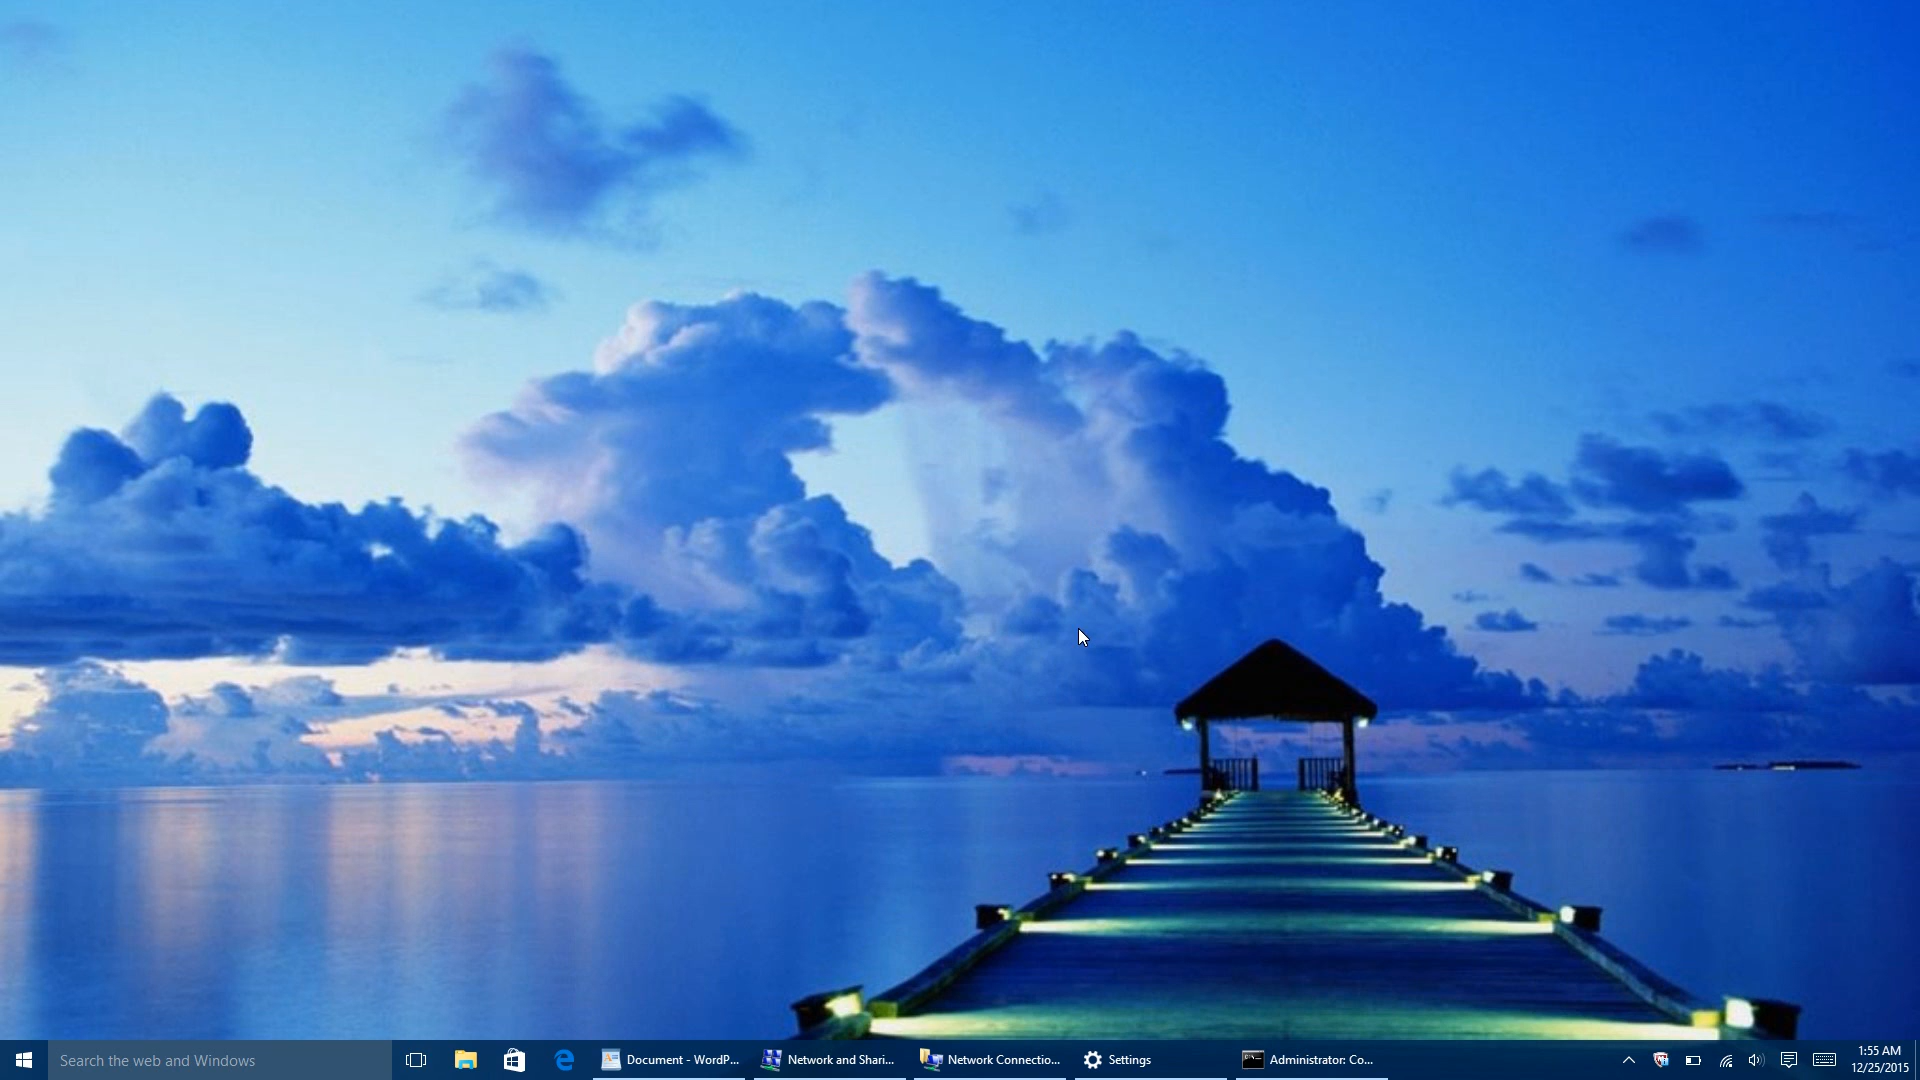 Search the web and Windows
Document - WordP...
Network and Shari...
Network Connectio...
Settings
Administrator: Co...
1:55 AM
12/25/2015